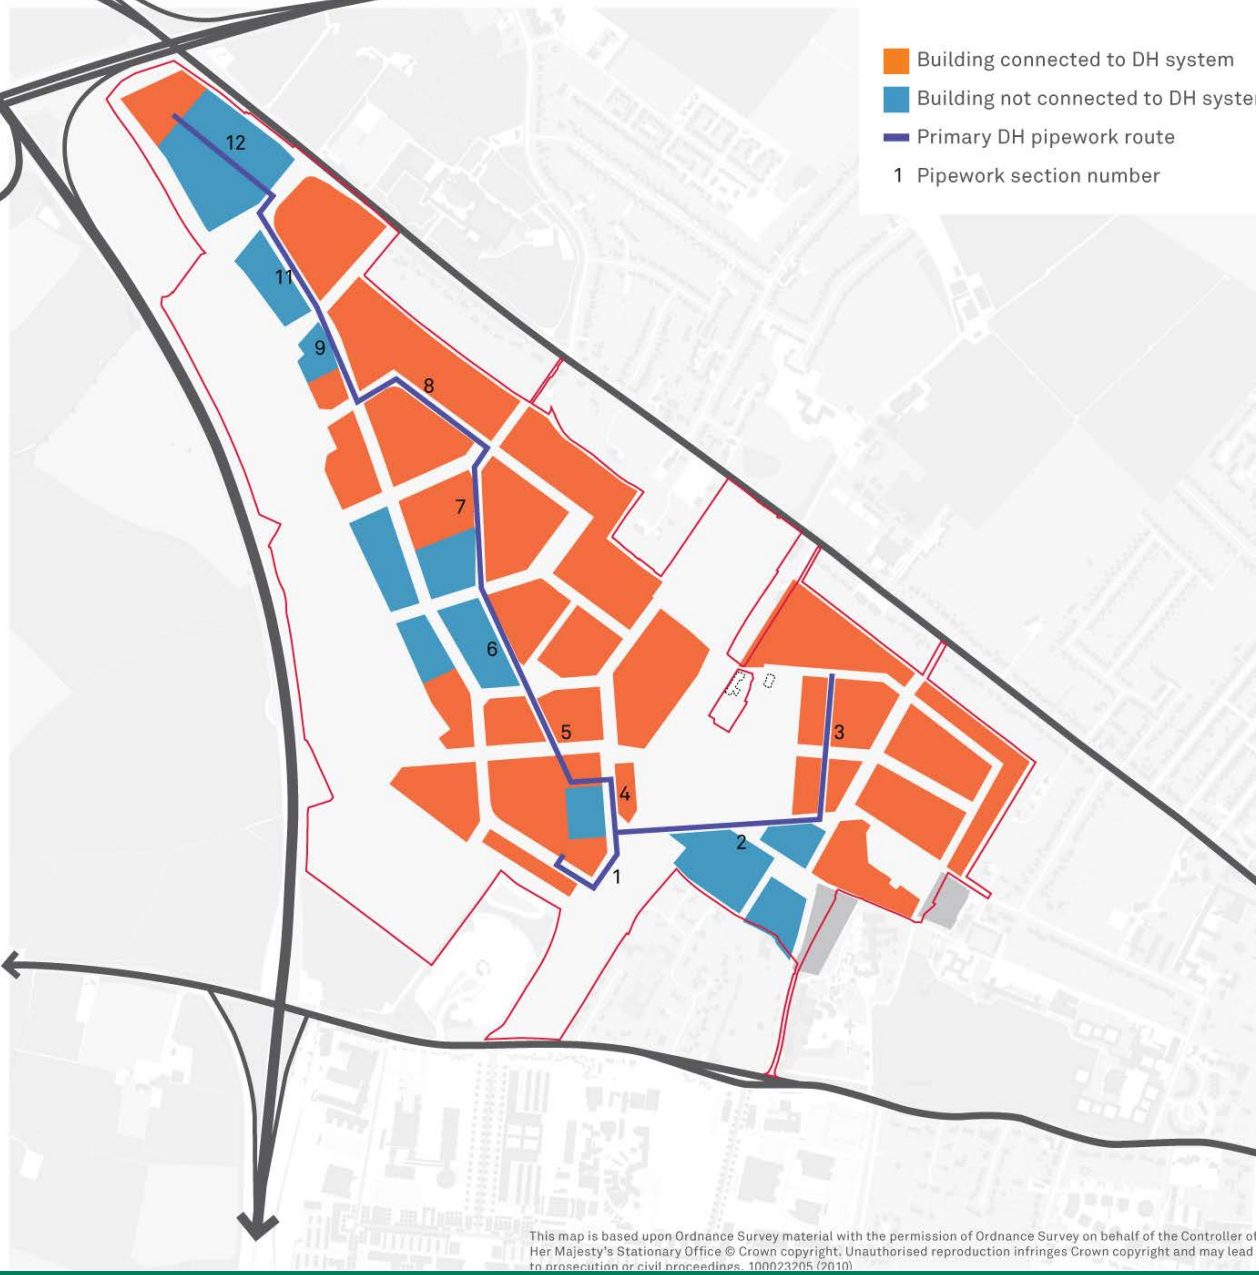 Building connected to DH system
Building not connected to DH system
Primary DH pipework route
1 Pipework section number
12
11
9
8
7
6
5
3
4
2
1
This map is based upon Ordnance Survey material with the permission of Ordnance Survey on behalf of the Controller of
Her Majesty's Stationary Office © Crown copyright. Unauthorised reproduction infringes Crown copyright and may lead
to prosecution or civil proceedings. 100023205 (2010)